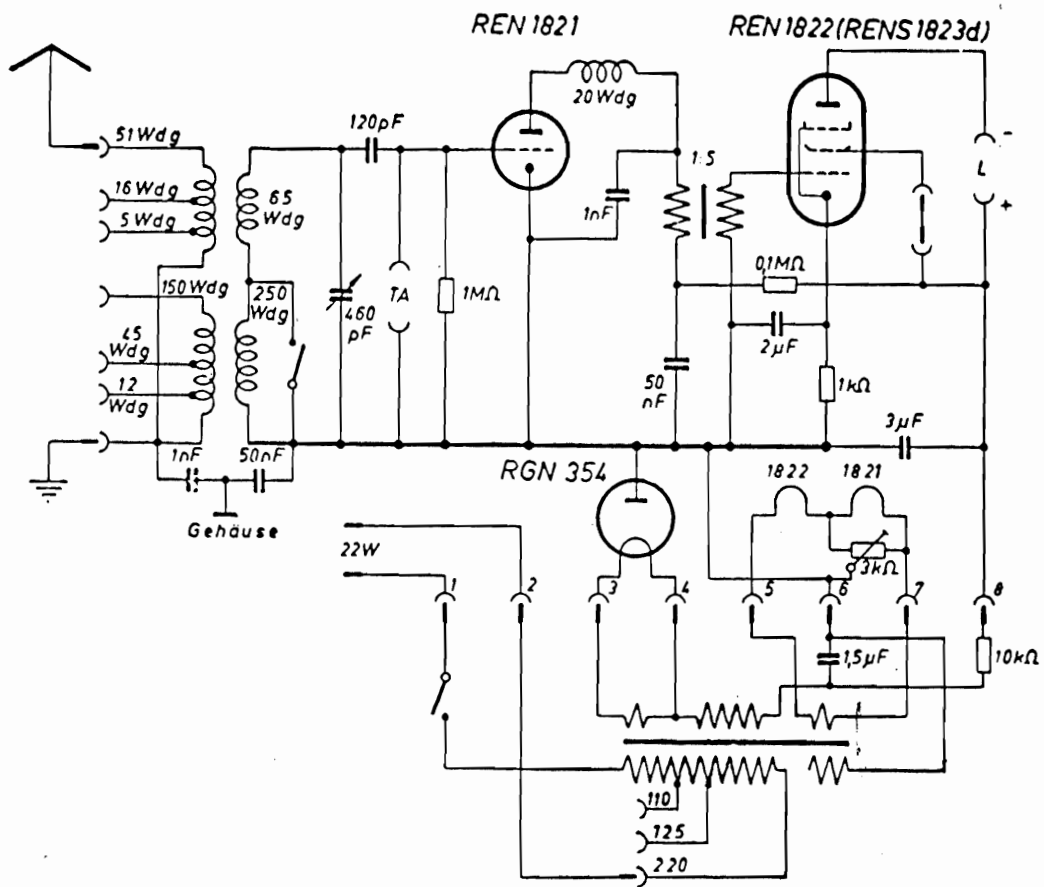 REN 1821
REN 1822 (RENS 1823d)
20 Wdg
51 Wdg
120pF
16 Wdg
5 Wdg
65
Wdg
1nF
1:5
-
L
+
150 Wdg
250
Wdg
460
pF
TA
1MΩ
0,1MΩ
45
Wdg
12
Wdg
2µF
50
nF
1kΩ
3µF
1nF
50nF
Gehäuse
RGN 354
1822
1821
22W
3kΩ
1
2
3
4
5
6
7
8
1,5µF
10kΩ
110
125
220